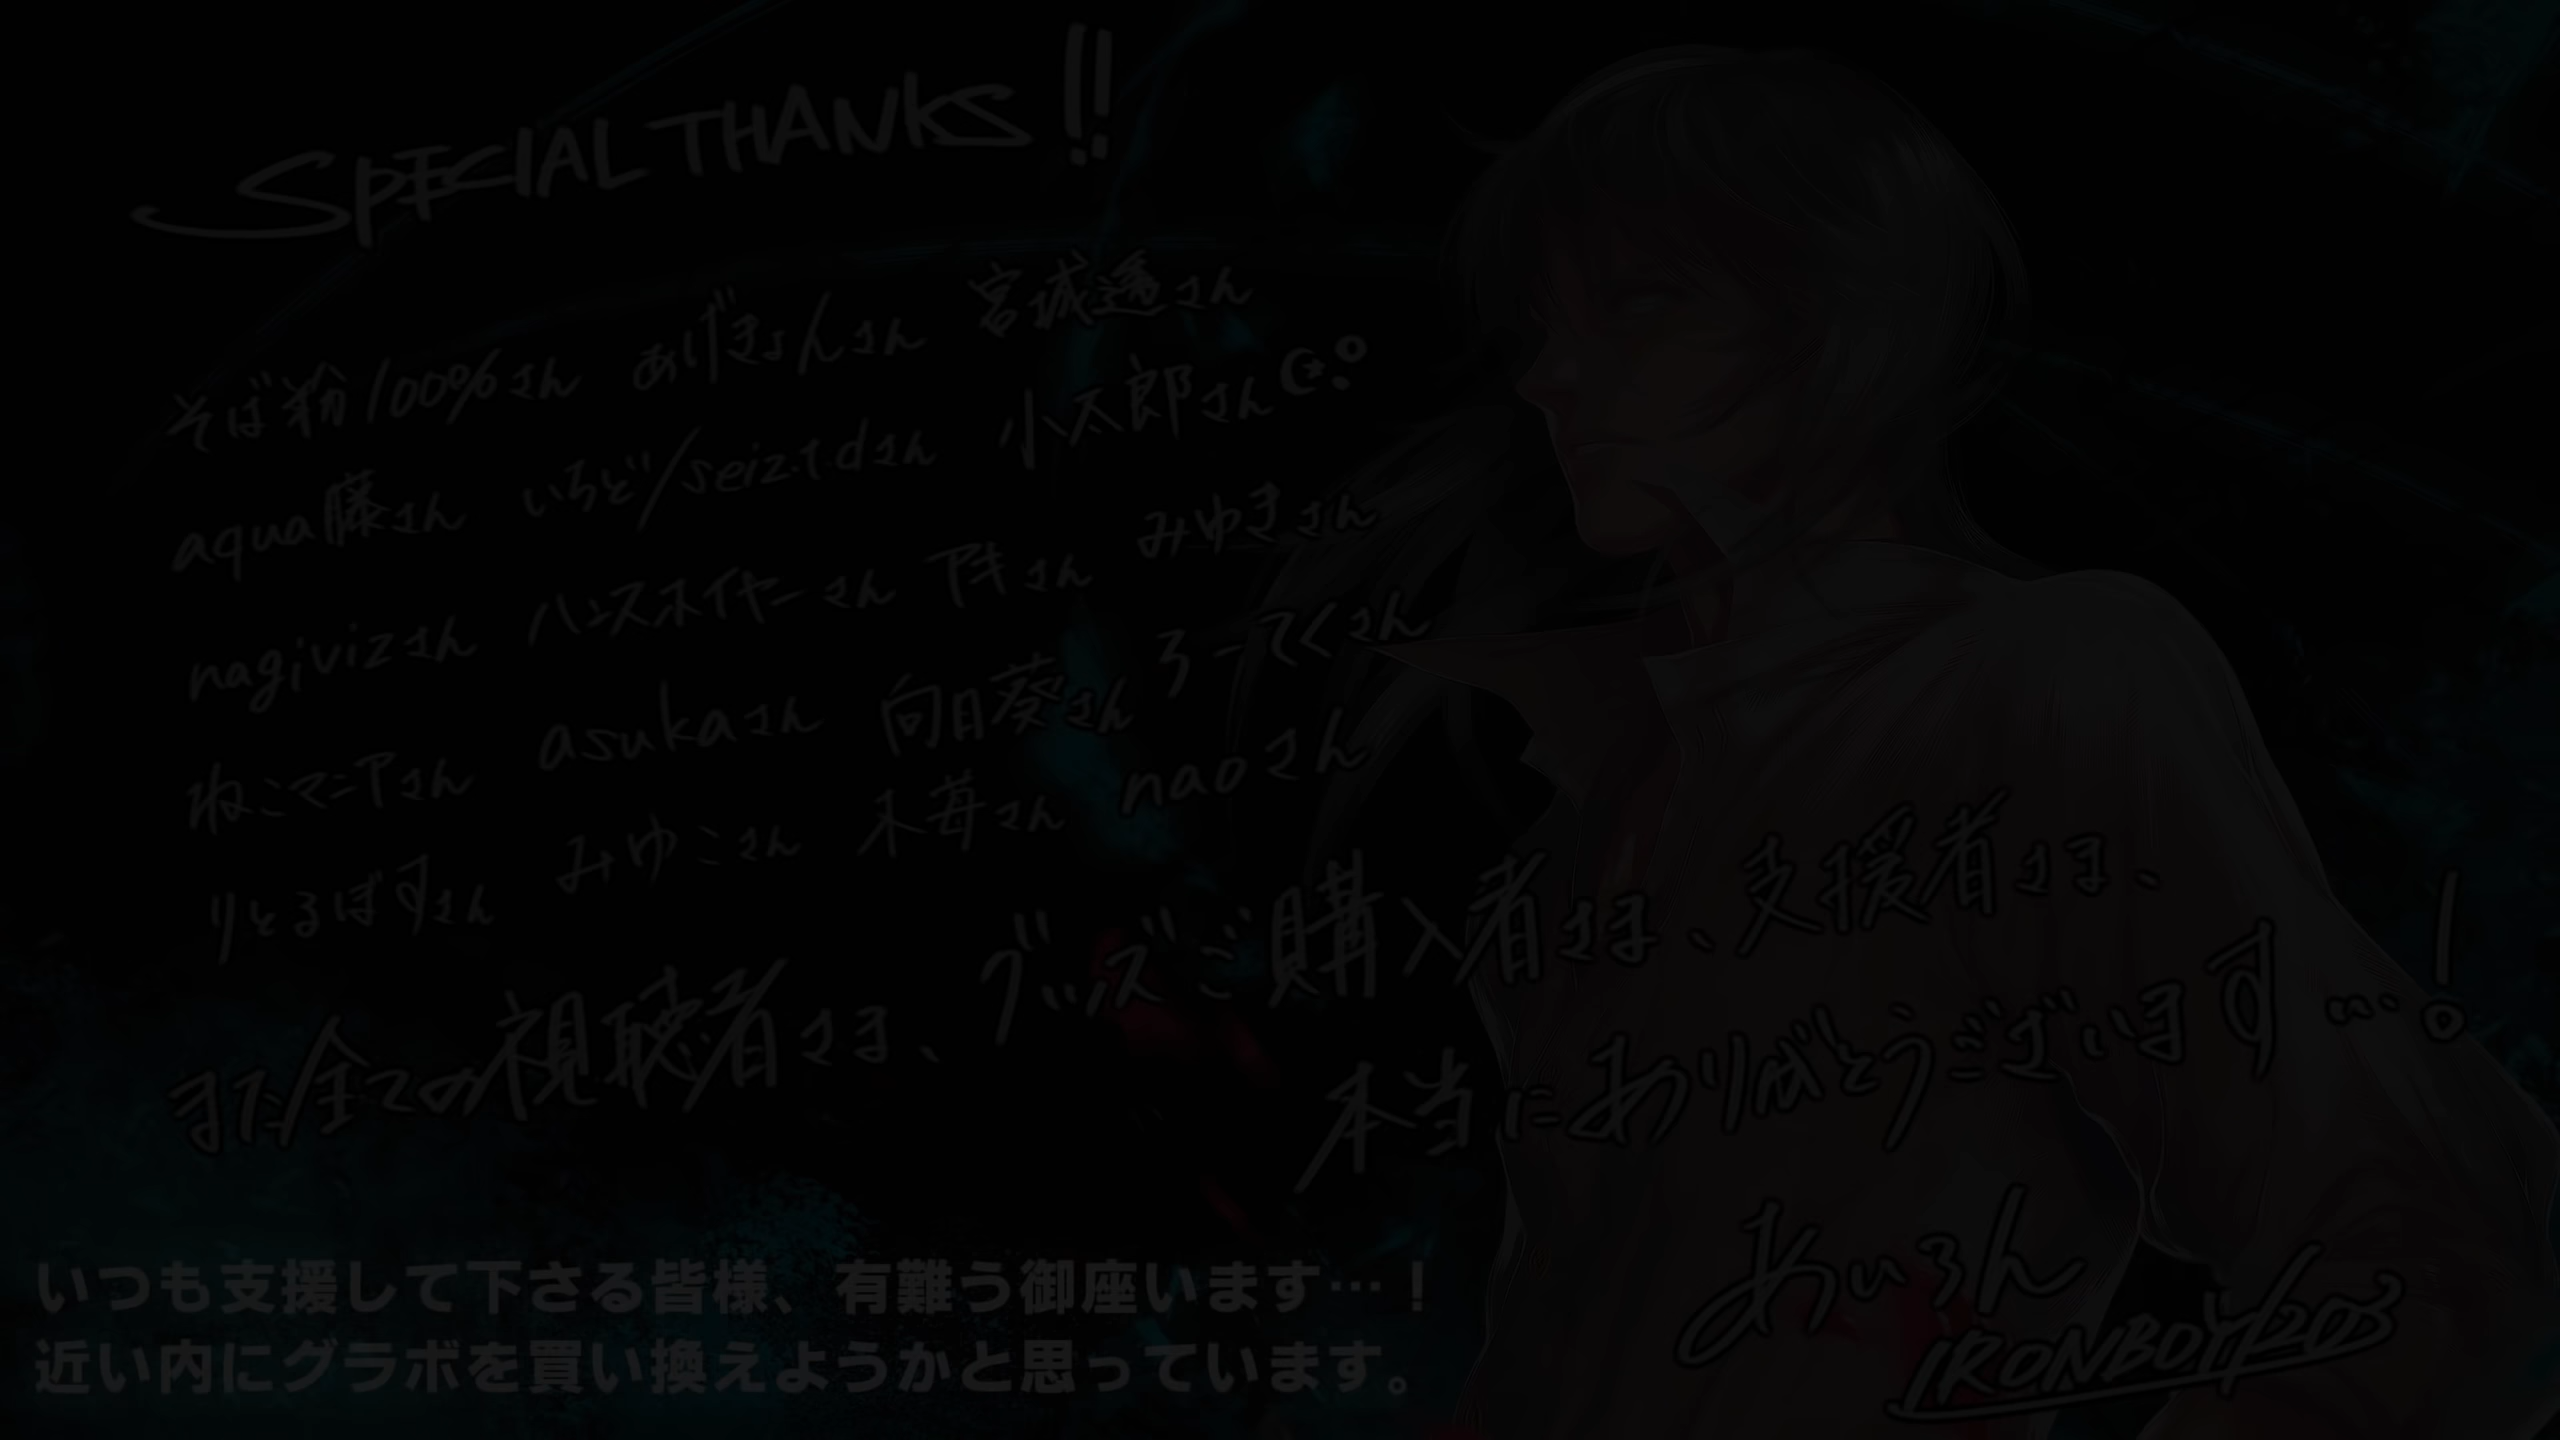 SPECIAL THANKS!!
そば粉100%さん あげきょんさん 宮城透さん
aqua藤さん いろど/seiz.t.dさん 小太郎さん
nagivizさん ハンスホイヤーさん アキさん みゆきさん
ねこマニアさん asukaさん 向日葵さん ろーてくさん
りとるばすさん みゆこさん 木苺さん naoさん
また全ての視聴者さま、グッズご購入者さま、支援者さま、
本当にありがとうございます…!
あいろん
IRONBOY1203
いつも支援して下さる皆様、有難う御座います…！
近い内にグラボを買い換えようかと思っています。